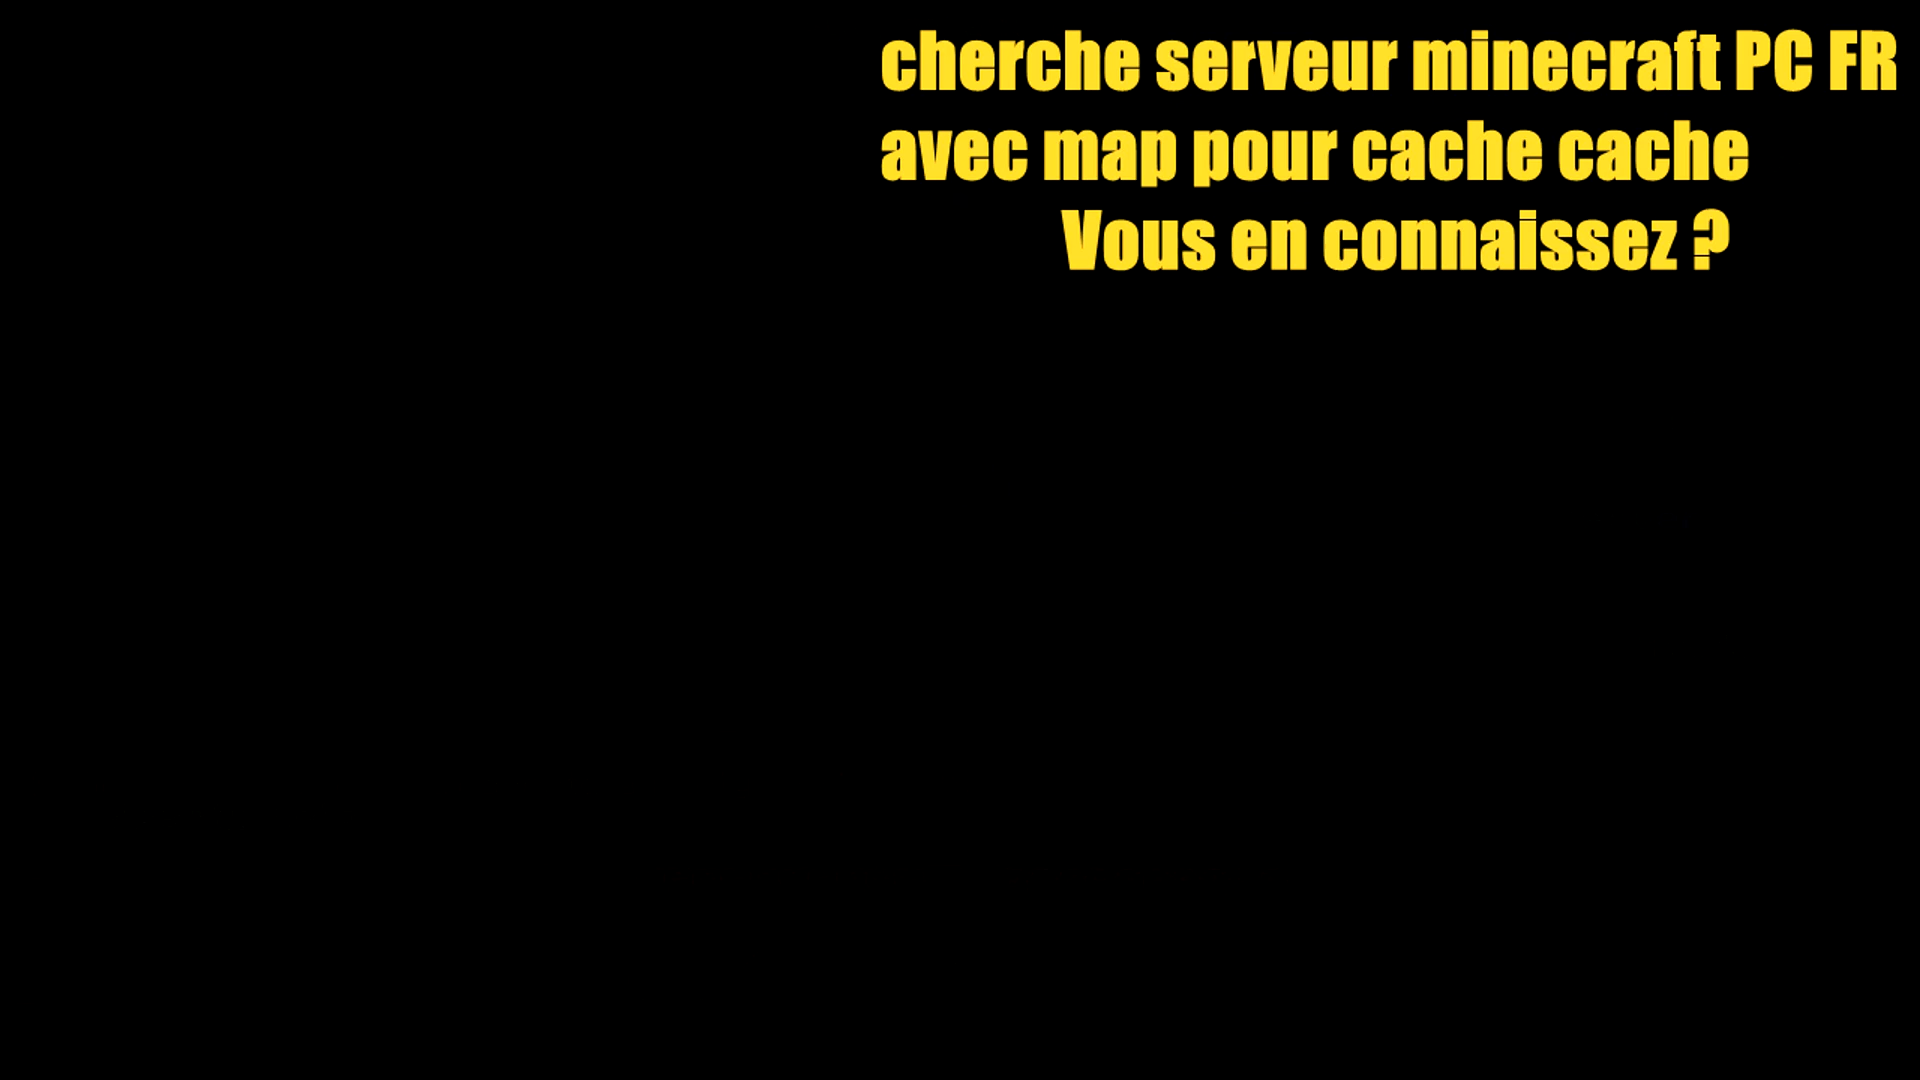 cherche serveur minecraft PC FR
avec map pour cache cache
Vous en connaissez ?